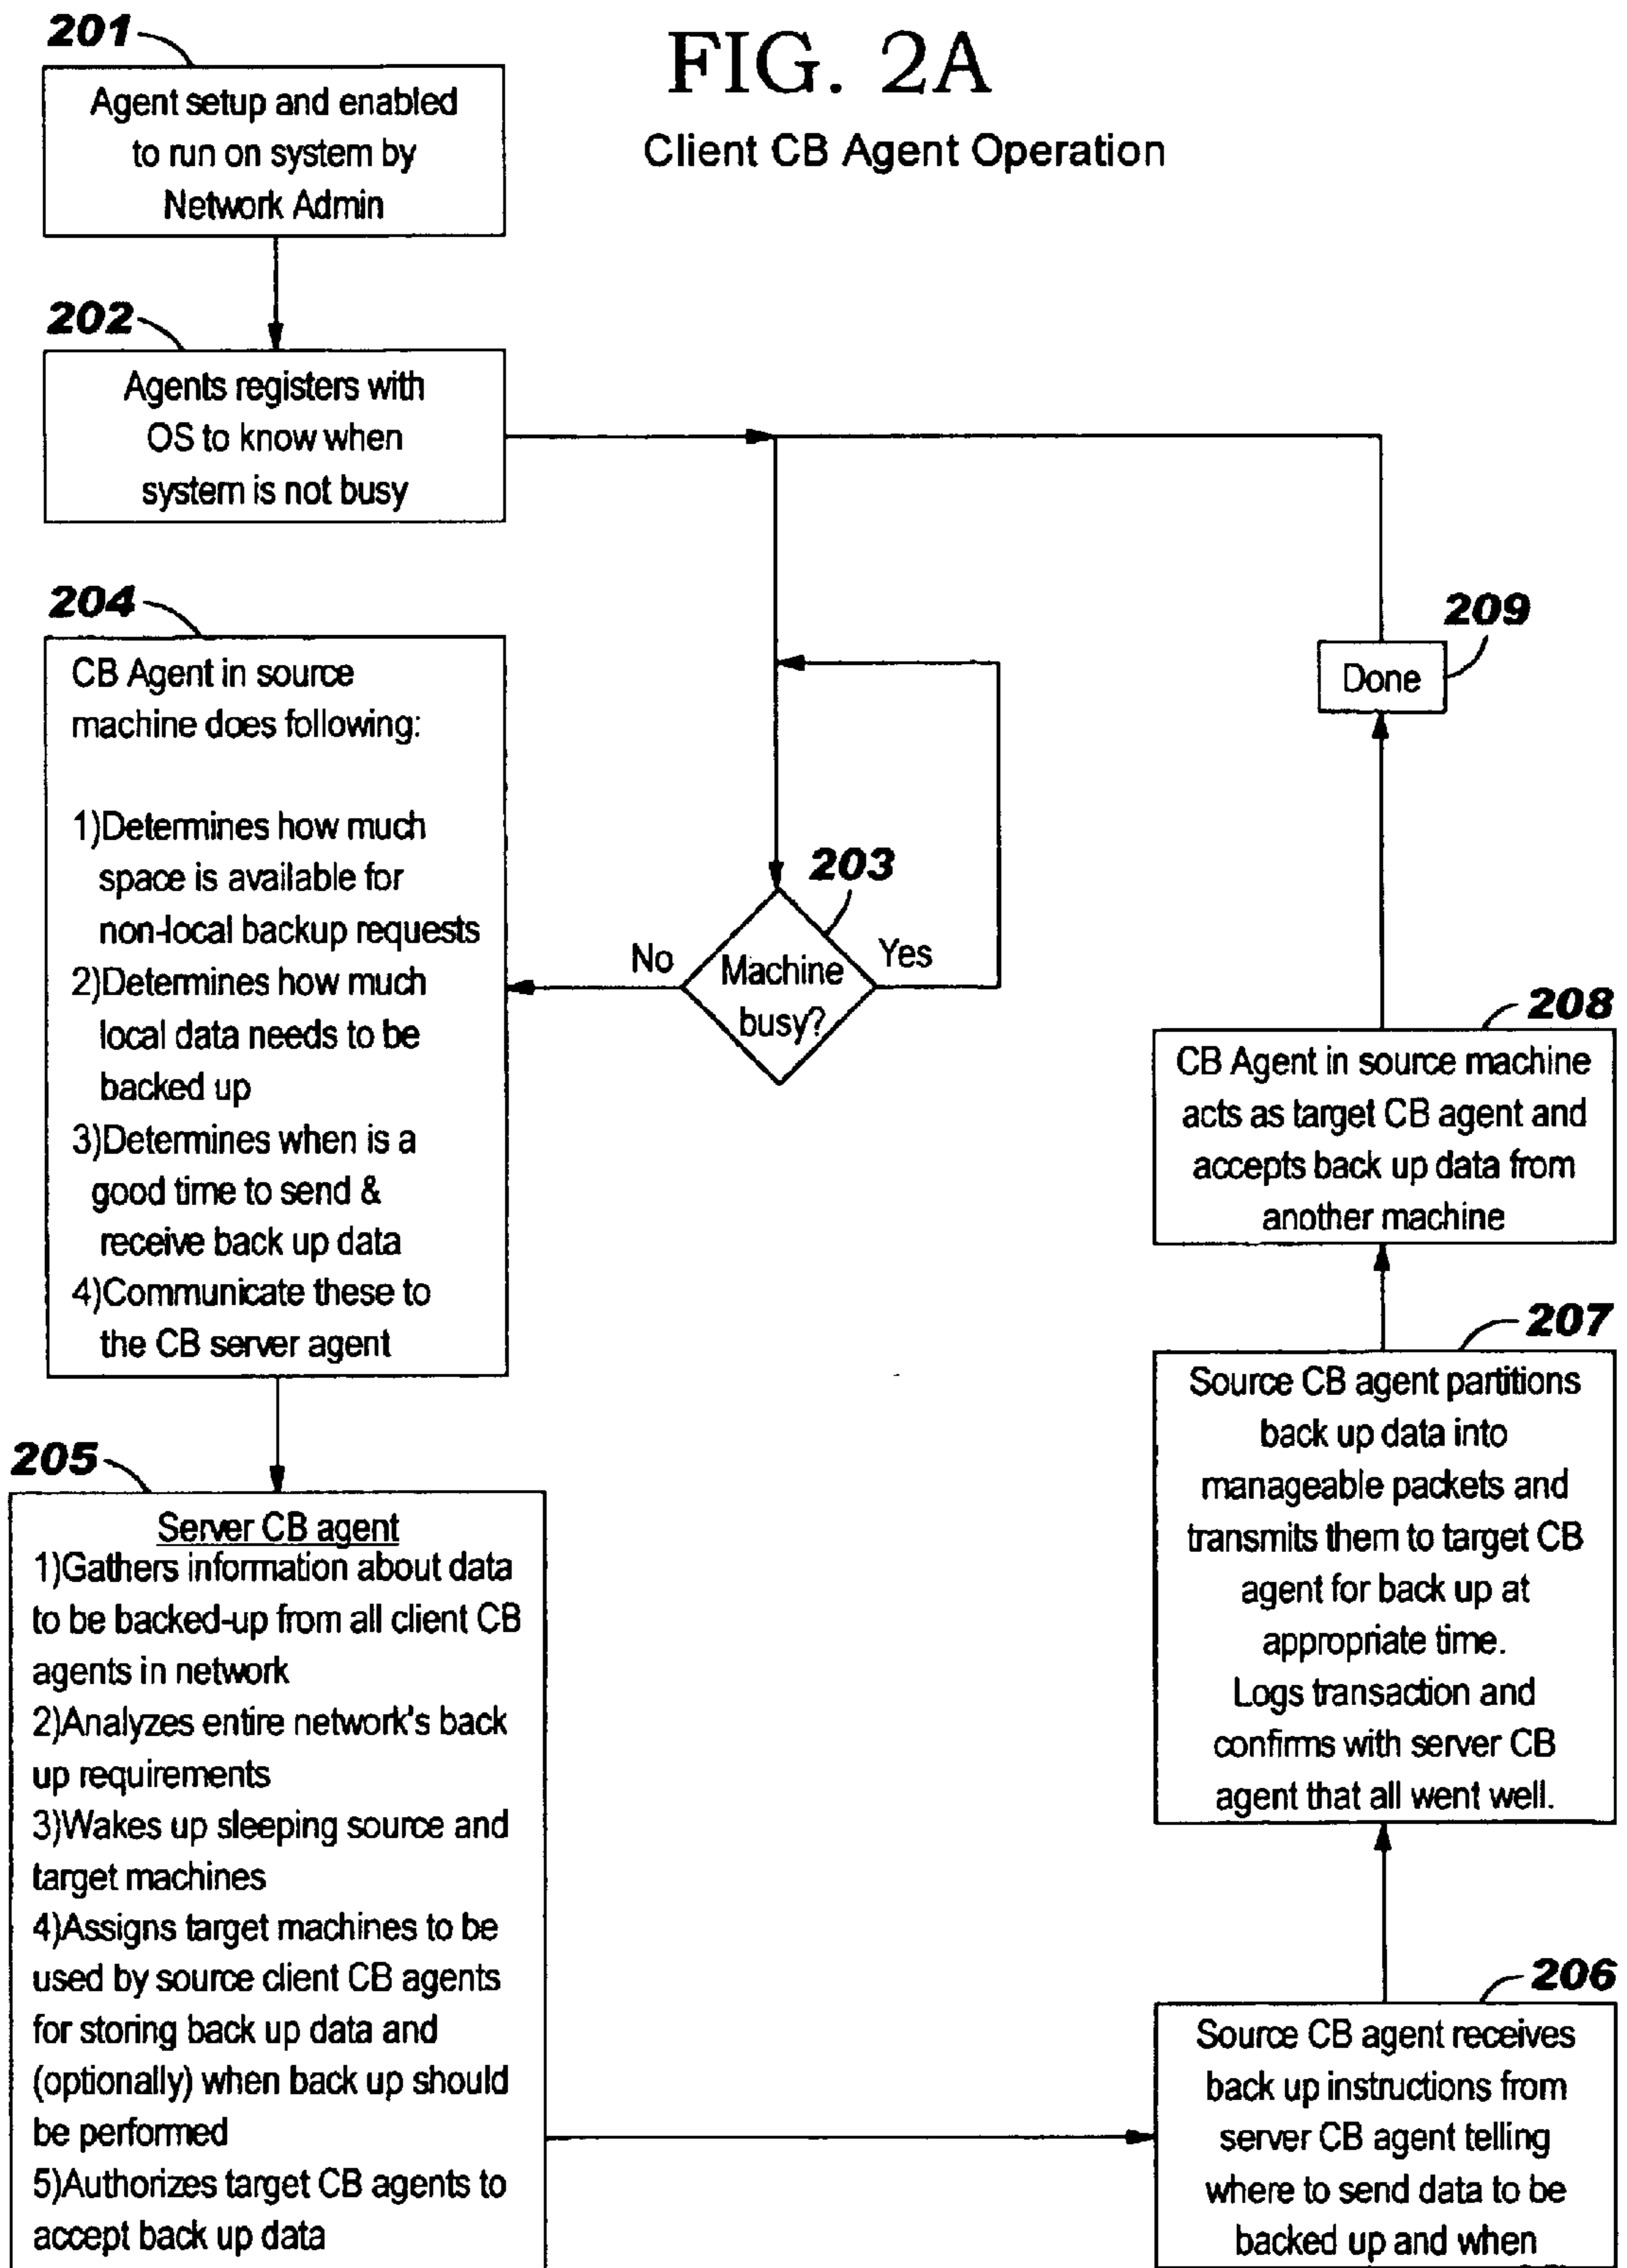 FIG. 2A
Client CB Agent Operation
201
Agent setup and enabled
to run on system by
Network Admin
202
Agents registers with
OS to know when
system is not busy
203
Machine
busy?
No
Yes
204
CB Agent in source
machine does following:
1)Determines how much
space is available for
non-local backup requests
2)Determines how much
local data needs to be
backed up
3)Determines when is a
good time to send &
receive back up data
4)Communicate these to
the CB server agent
205
Server CB agent
1)Gathers information about data
to be backed-up from all client CB
agents in network
2)Analyzes entire network's back
up requirements
3)Wakes up sleeping source and
target machines
4)Assigns target machines to be
used by source client CB agents
for storing back up data and
(optionally) when back up should
be performed
5)Authorizes target CB agents to
accept back up data
206
Source CB agent receives
back up instructions from
server CB agent telling
where to send data to be
backed up and when
207
Source CB agent partitions
back up data into
manageable packets and
transmits them to target CB
agent for back up at
appropriate time.
Logs transaction and
confirms with server CB
agent that all went well.
208
CB Agent in source machine
acts as target CB agent and
accepts back up data from
another machine
209
Done